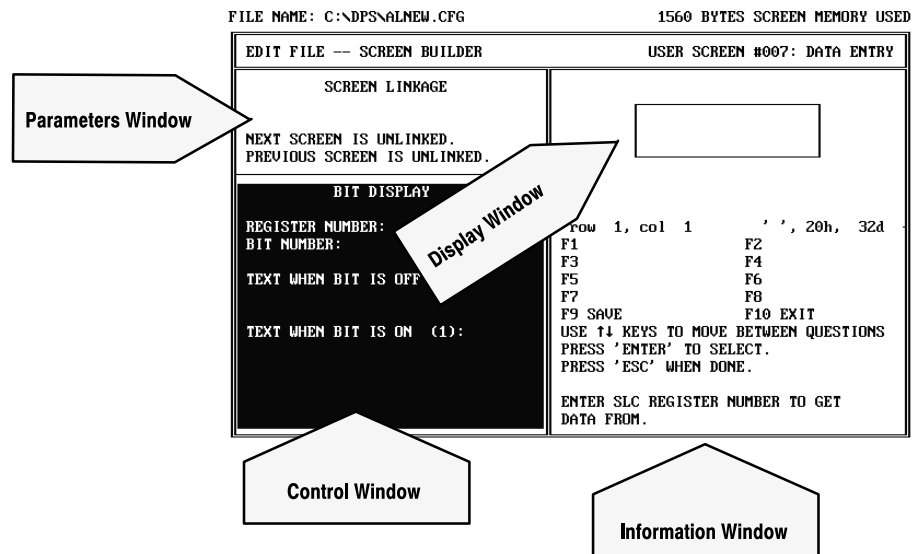 FILE NAME: C:\DPS\ALNEW.CFG 1560 BYTES SCREEN MEMORY USED
EDIT FILE -- SCREEN BUILDER USER SCREEN #007: DATA ENTRY
SCREEN LINKAGE
Parameters Window
NEXT SCREEN IS UNLINKED.
PREVIOUS SCREEN IS UNLINKED.
BIT DISPLAY
REGISTER NUMBER:
BIT NUMBER:
TEXT WHEN BIT IS OFF
TEXT WHEN BIT IS ON (1):
Display Window
row 1, col 1 ' ', 20h, 32d
F1 F2
F3 F4
F5 F6
F7 F8
F9 SAVE F10 EXIT
USE ↑↓ KEYS TO MOVE BETWEEN QUESTIONS
PRESS 'ENTER' TO SELECT.
PRESS 'ESC' WHEN DONE.
ENTER SLC REGISTER NUMBER TO GET
DATA FROM.
Control Window
Information Window